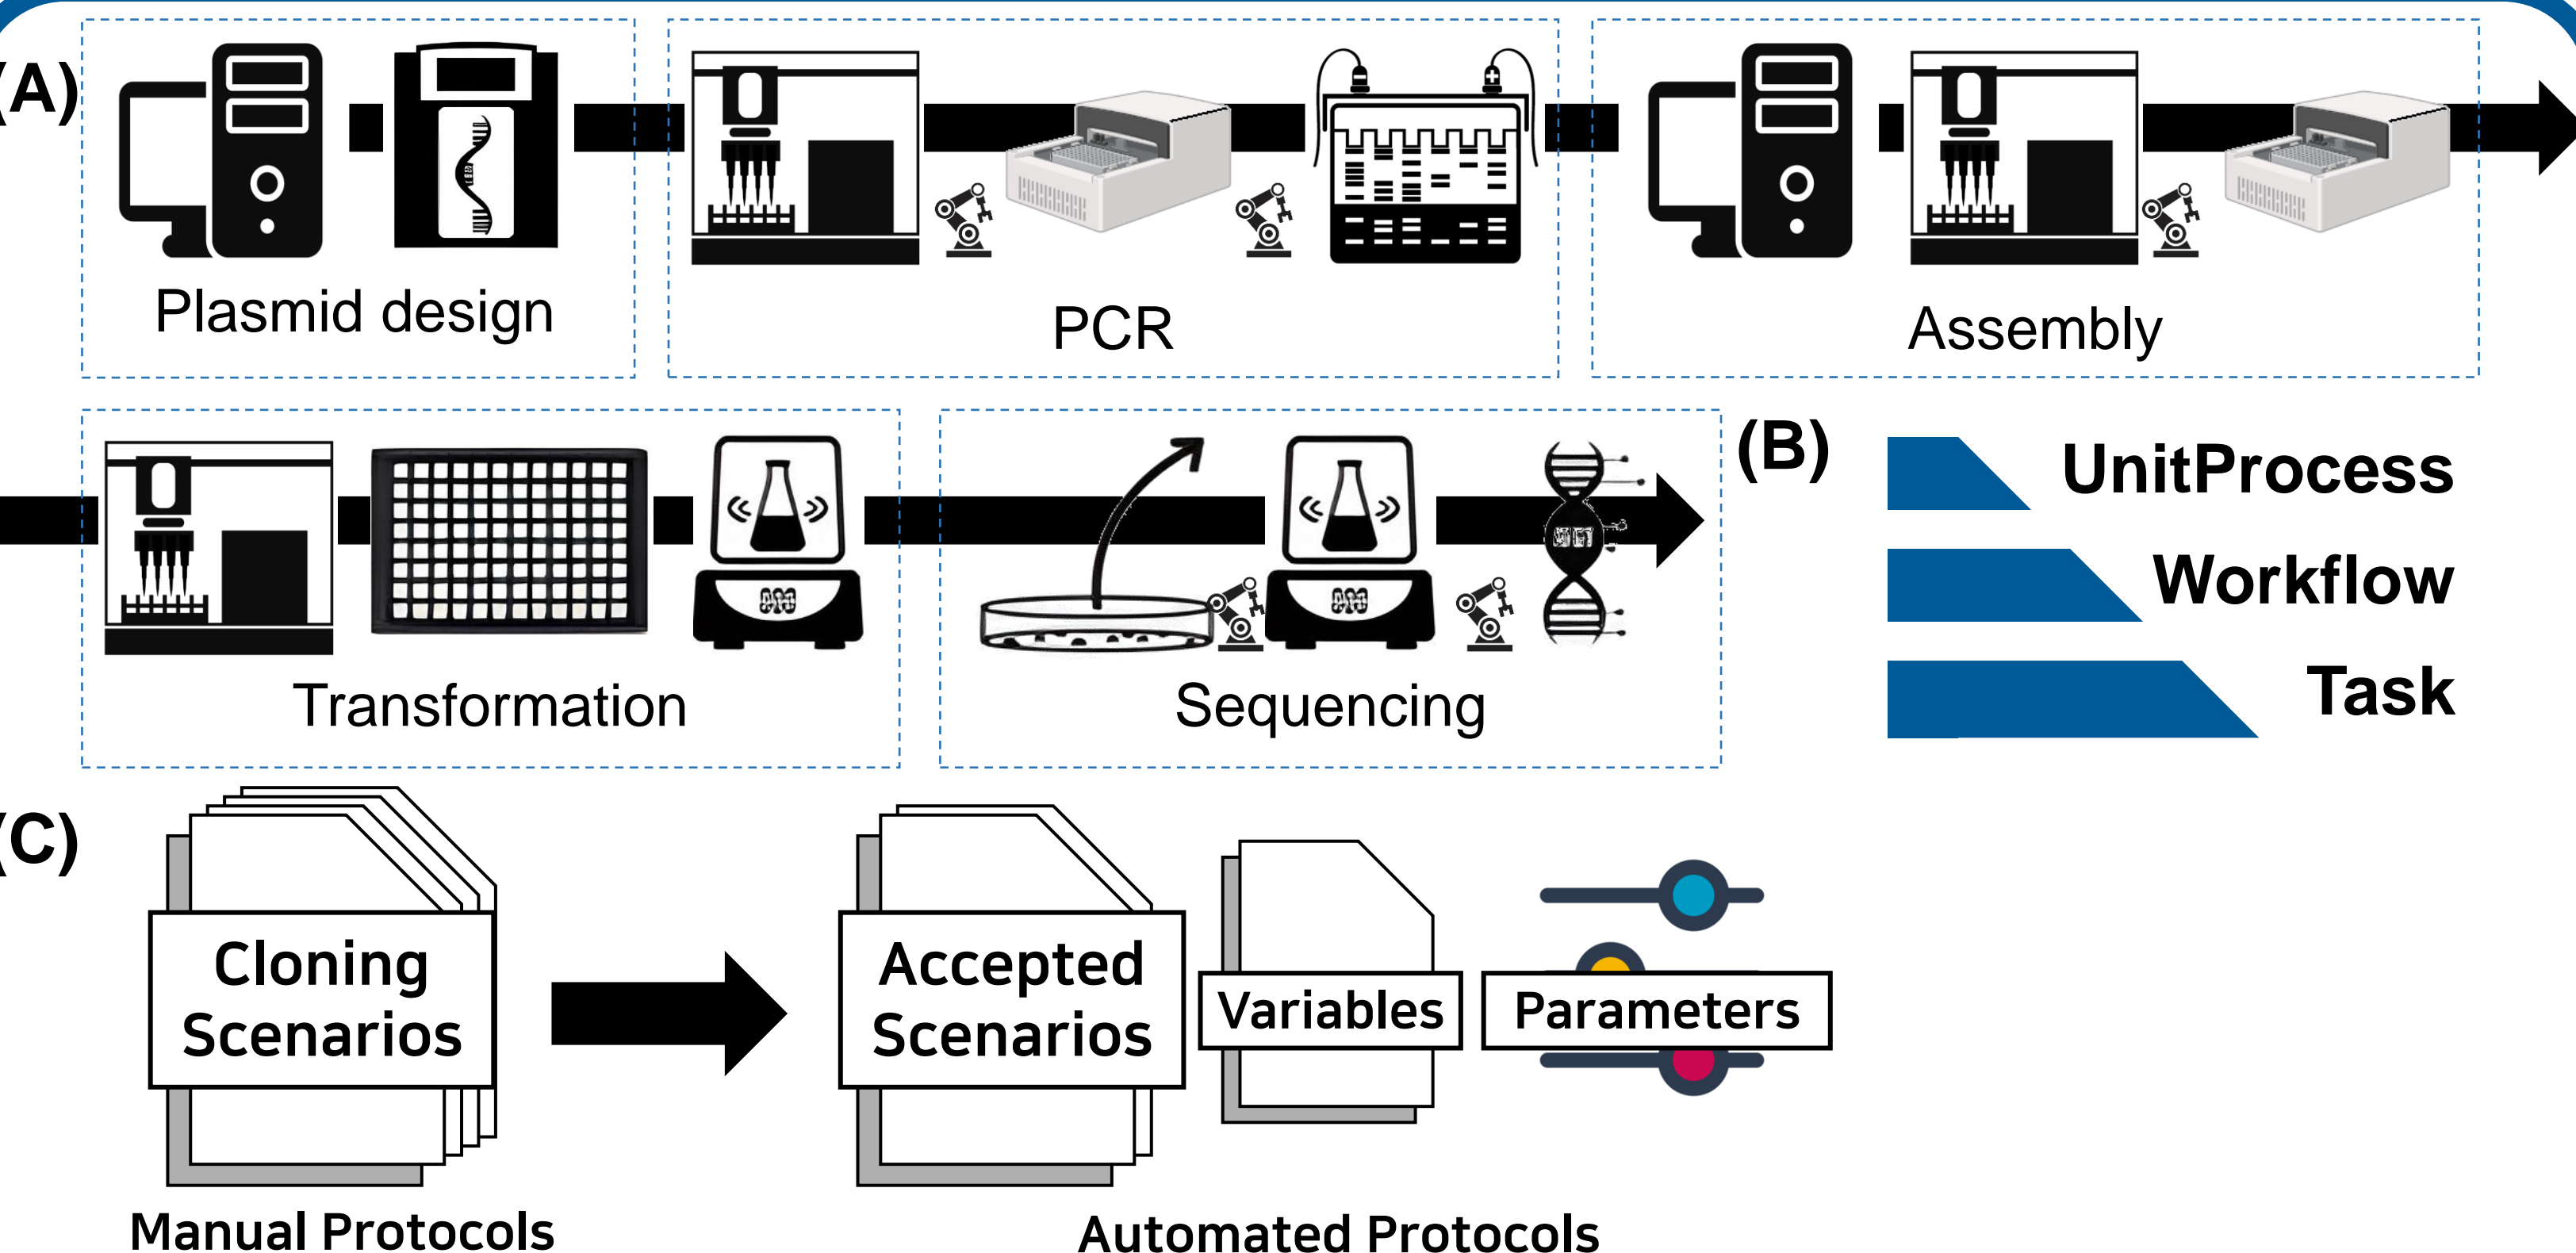 (A)
Plasmid design
PCR
Assembly
Transformation
Sequencing
(B)
UnitProcess
Workflow
Task
(C)
Cloning
Scenarios
Manual Protocols
Accepted
Scenarios
Variables
Parameters
Automated Protocols